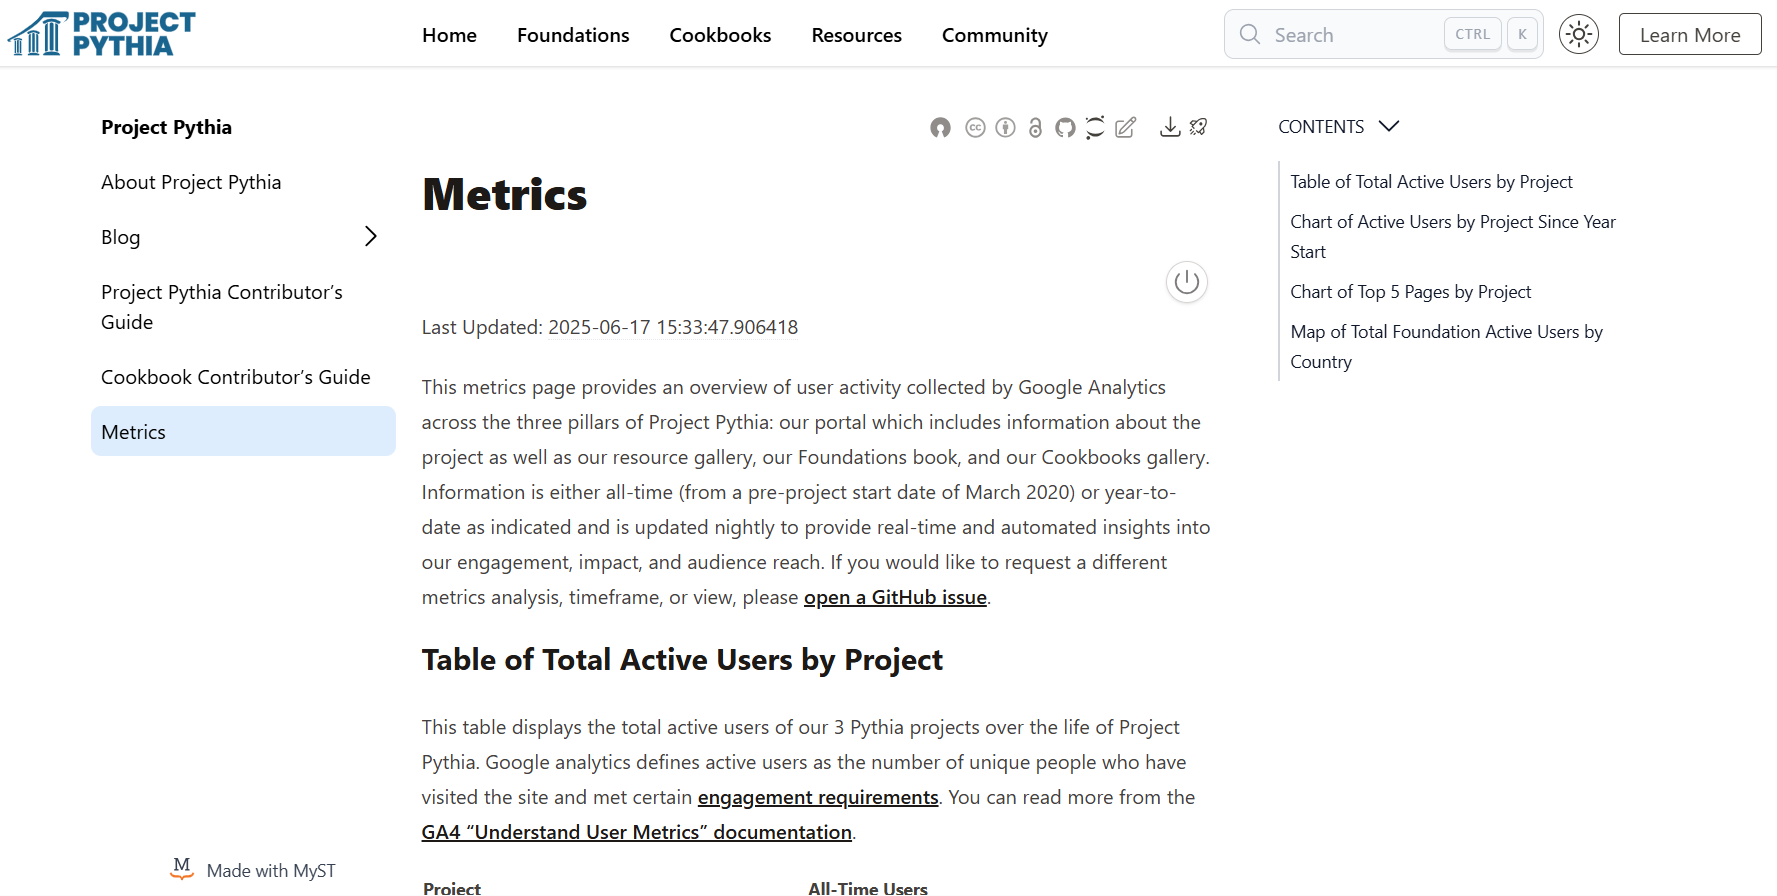 PROJECT
PYTHIA
Home
Foundations
Cookbooks
Resources
Community
Search
CTRL
K
Learn More
Project Pythia
About Project Pythia
Blog
Project Pythia Contributor’s
Guide
Cookbook Contributor’s Guide
Metrics
Made with MyST
Metrics
Last Updated: 2025-06-17 15:33:47.906418
This metrics page provides an overview of user activity collected by Google Analytics
across the three pillars of Project Pythia: our portal which includes information about the
project as well as our resource gallery, our Foundations book, and our Cookbooks gallery.
Information is either all-time (from a pre-project start date of March 2020) or year-to-
date as indicated and is updated nightly to provide real-time and automated insights into
our engagement, impact, and audience reach. If you would like to request a different
metrics analysis, timeframe, or view, please open a GitHub issue.
Table of Total Active Users by Project
This table displays the total active users of our 3 Pythia projects over the life of Project
Pythia. Google analytics defines active users as the number of unique people who have
visited the site and met certain engagement requirements. You can read more from the
GA4 “Understand User Metrics” documentation.
Project
All-Time Users
CONTENTS
Table of Total Active Users by Project
Chart of Active Users by Project Since Year
Start
Chart of Top 5 Pages by Project
Map of Total Foundation Active Users by
Country